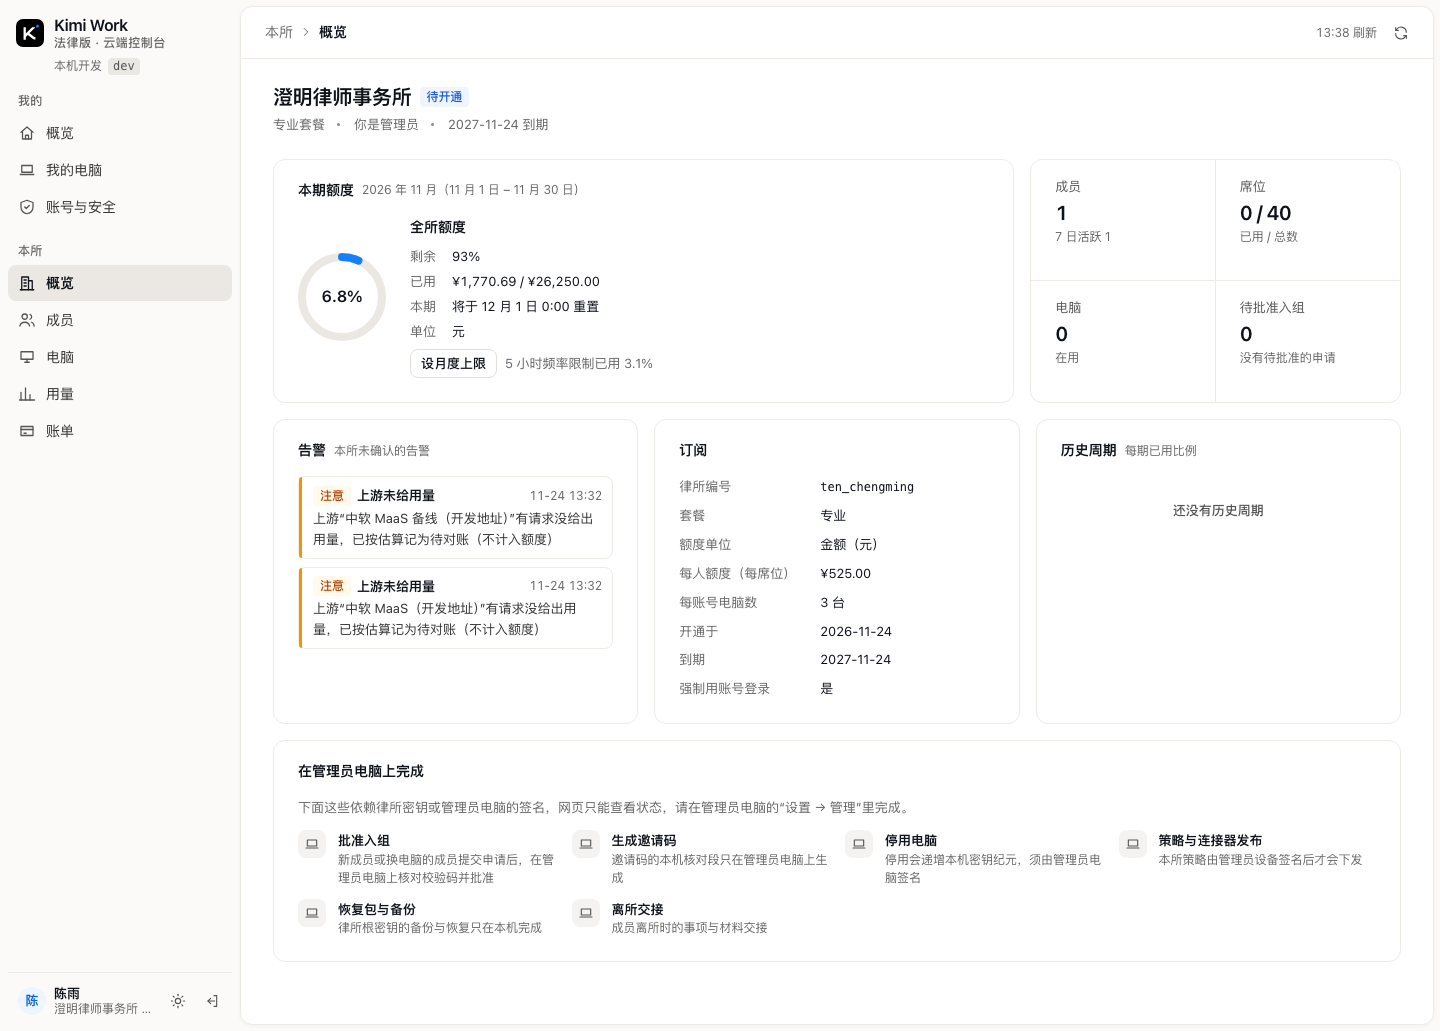 Kimi Work
法律版 · 云端控制台
本机开发 dev
我的
概览
我的电脑
账号与安全
本所
概览
成员
电脑
用量
账单
陈
陈雨
澄明律师事务所 ...
本所 > 概览
13:38 刷新
澄明律师事务所 待开通
专业套餐 • 你是管理员 • 2027-11-24 到期
本期额度 2026 年 11 月（11 月 1 日 – 11 月 30 日）
6.8%
全所额度
剩余 93%
已用 ¥1,770.69 / ¥26,250.00
本期 将于 12 月 1 日 0:00 重置
单位 元
设月度上限 5 小时频率限制已用 3.1%
成员
1
7 日活跃 1
席位
0 / 40
已用 / 总数
电脑
0
在用
待批准入组
0
没有待批准的申请
告警 本所未确认的告警
注意 上游未给用量 11-24 13:32
上游“中软 MaaS 备线（开发地址）”有请求没给出
用量，已按估算记为待对账（不计入额度）
注意 上游未给用量 11-24 13:32
上游“中软 MaaS（开发地址）”有请求没给出用
量，已按估算记为待对账（不计入额度）
订阅
律所编号 ten_chengming
套餐 专业
额度单位 金额（元）
每人额度（每席位） ¥525.00
每账号电脑数 3 台
开通于 2026-11-24
到期 2027-11-24
强制用账号登录 是
历史周期 每期已用比例
还没有历史周期
在管理员电脑上完成
下面这些依赖律所密钥或管理员电脑的签名，网页只能查看状态，请在管理员电脑的“设置 → 管理”里完成。
批准入组
新成员或换电脑的成员提交申请后，在管
理员电脑上核对校验码并批准
生成邀请码
邀请码的本机核对段只在管理员电脑上生
成
停用电脑
停用会递增本机密钥纪元，须由管理员电
脑签名
策略与连接器发布
本所策略由管理员设备签名后才会下发
恢复包与备份
律所根密钥的备份与恢复只在本机完成
离所交接
成员离所时的事项与材料交接